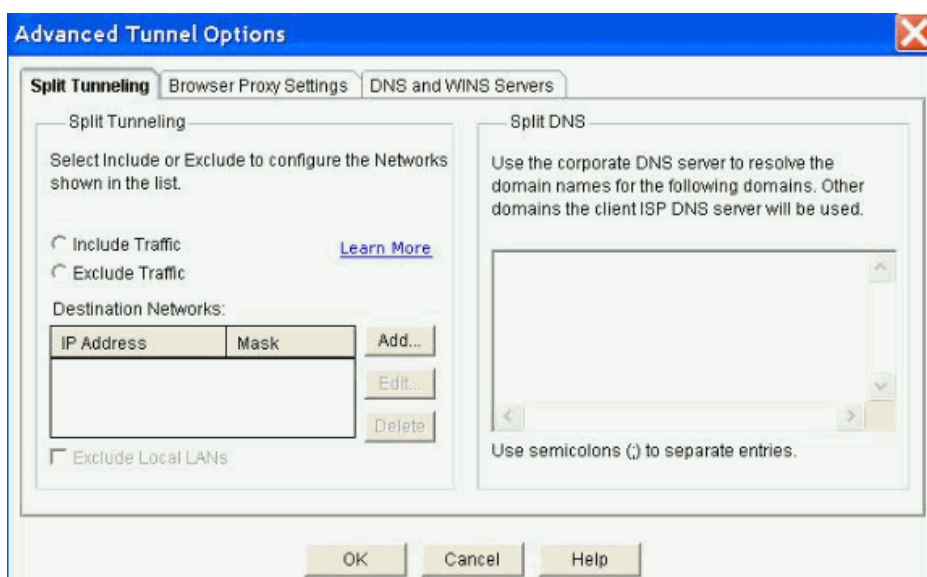 Advanced Tunnel Options
Split Tunneling
Browser Proxy Settings
DNS and WINS Servers
Split Tunneling
Select Include or Exclude to configure the Networks
shown in the list.
Include Traffic
Learn More
Exclude Traffic
Destination Networks:
IP Address
Mask
Add...
Edit...
Delete
Exclude Local LANs
Split DNS
Use the corporate DNS server to resolve the
domain names for the following domains. Other
domains the client ISP DNS server will be used.
Use semicolons (;) to separate entries.
OK
Cancel
Help